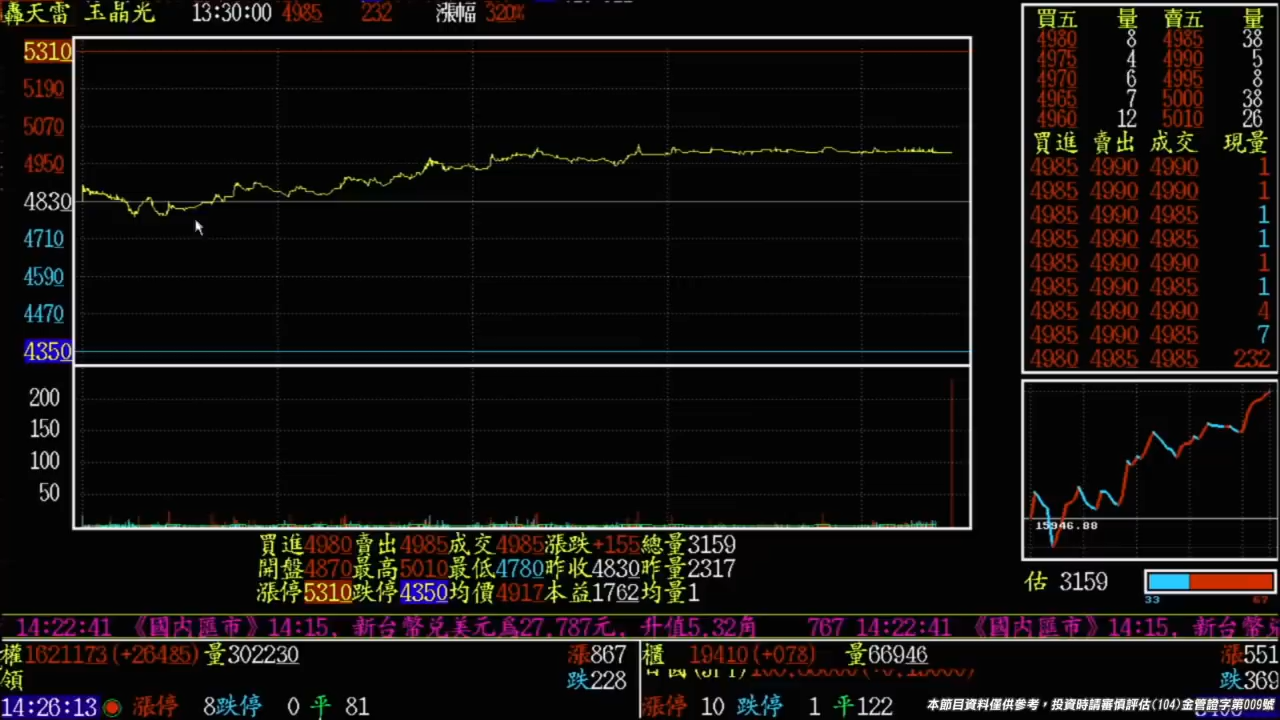 轟天雷 玉晶光 13:30:00 4985 232 漲幅 320%
5310
5190
5070
4950
4830
4710
4590
4470
4350
200
150
100
50
買五 量 賣五 量
4980 8 4985 38
4975 4 4990 5
4970 6 4995 8
4965 7 5000 38
4960 12 5010 26
買進 賣出 成交 現量
4985 4990 4990 1
4985 4990 4990 1
4985 4990 4985 1
4985 4990 4985 1
4985 4990 4990 1
4985 4990 4985 1
4985 4990 4990 4
4985 4990 4985 7
4980 4985 4985 232
15946.88
估 3159
33 67
買進4980賣出4985成交4985漲跌+155總量3159
開盤4870最高5010最低4780昨收4830昨量2317
漲停5310跌停4350均價4917本益1762均量1
14:22:41 《國內匯市》14:15, 新台幣兌美元為27.787元, 升值5.32角 767 14:22:41 《國內匯市》14:15, 新台幣
權1621173(+26485)量302230 漲867
領 跌228
14:26:13 漲停 8跌停 0 平 81
櫃 19410(+078) 量66946 漲551
跌369
漲停 10 跌停 1 平122
本節目資料僅供參考，投資時請審慎評估(104)金管證字第009號